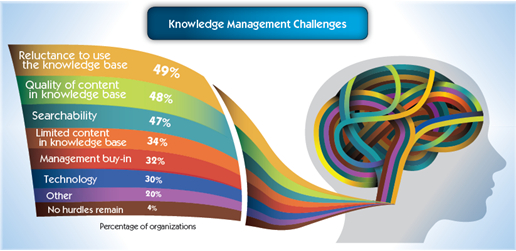 Knowledge Management Challenges
Reluctance to use
the knowledge base
49%
Quality of content
in knowledge base
48%
Searchability
47%
Limited content
in knowledge base
34%
Management buy-in
32%
Technology
30%
Other
20%
No hurdles remain
4%
Percentage of organizations